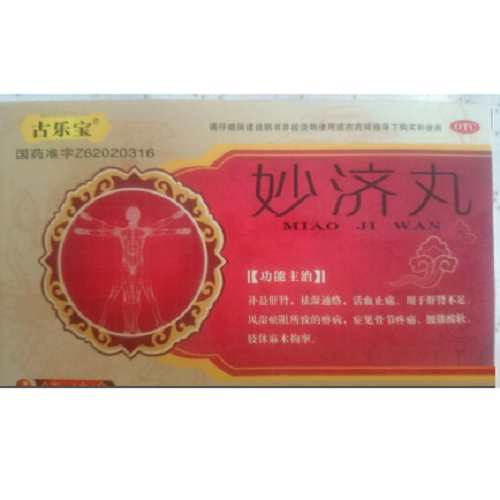 古乐宝®
国药准字Z62020316
请仔细阅读说明书并按说明使用或在药师指导下购买和使用
OTC
妙济丸
MIAO JI WAN
【功能主治】
补益肝肾,祛湿通络,活血止痛。用于肝肾不足、
风湿瘀阻所致的痹病,症见骨节疼痛、腰膝酸软、
肢体麻木拘挛。